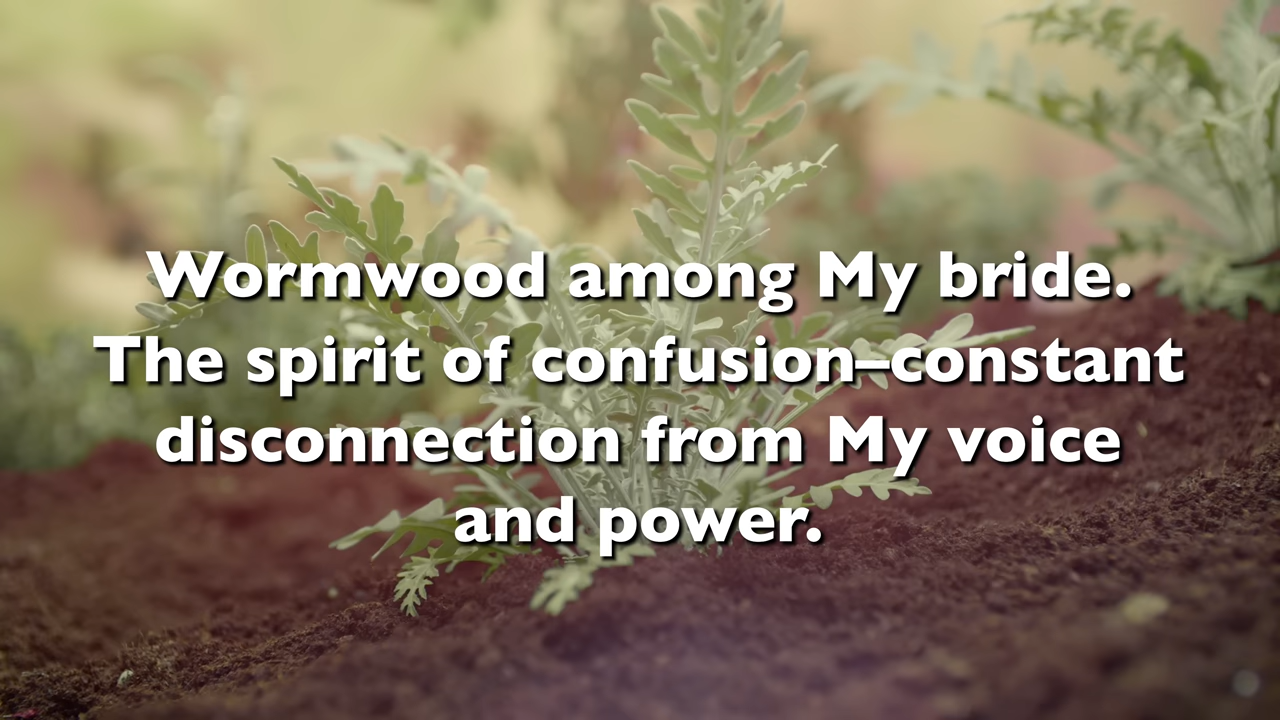 Wormwood among My bride.
The spirit of confusion–constant
disconnection from My voice
and power.